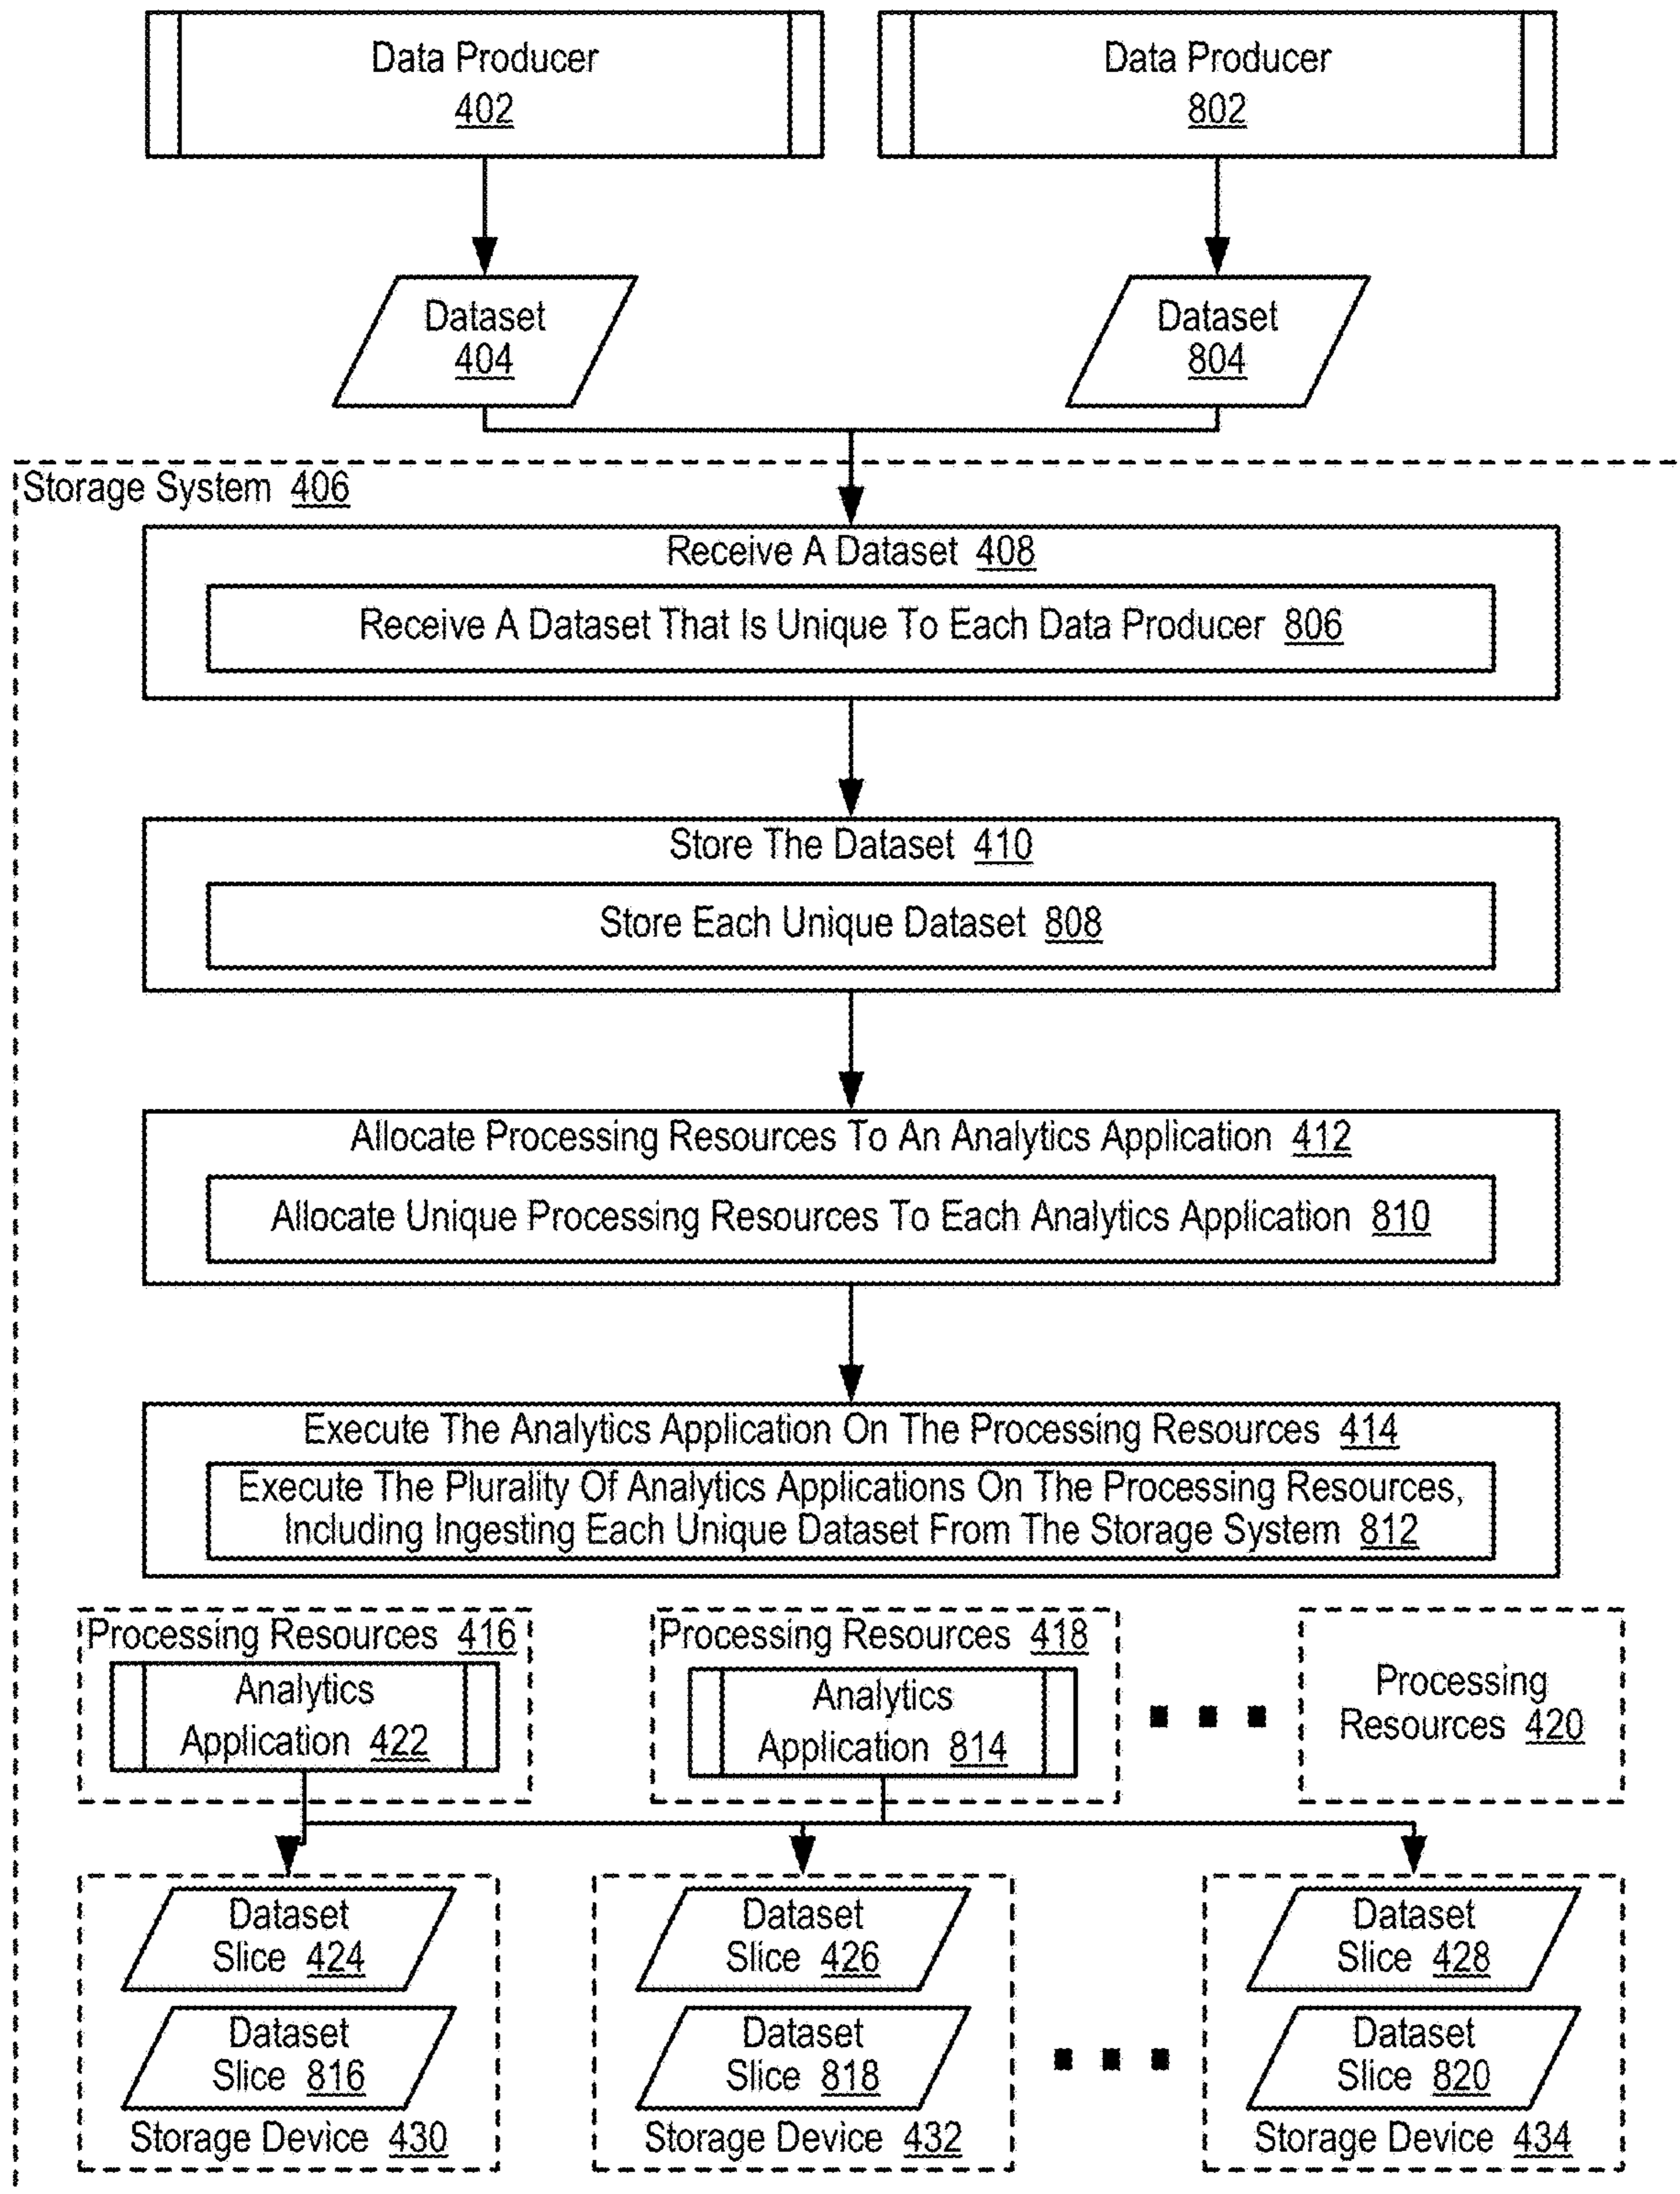 Data Producer
402
Data Producer
802
Dataset
404
Dataset
804
Storage System 406
Receive A Dataset 408
Receive A Dataset That Is Unique To Each Data Producer 806
Store The Dataset 410
Store Each Unique Dataset 808
Allocate Processing Resources To An Analytics Application 412
Allocate Unique Processing Resources To Each Analytics Application 810
Execute The Analytics Application On The Processing Resources 414
Execute The Plurality Of Analytics Applications On The Processing Resources,
Including Ingesting Each Unique Dataset From The Storage System 812
Processing Resources 416
Analytics
Application 422
Processing Resources 418
Analytics
Application 814
Processing
Resources 420
Dataset
Slice 424
Dataset
Slice 816
Storage Device 430
Dataset
Slice 426
Dataset
Slice 818
Storage Device 432
Dataset
Slice 428
Dataset
Slice 820
Storage Device 434